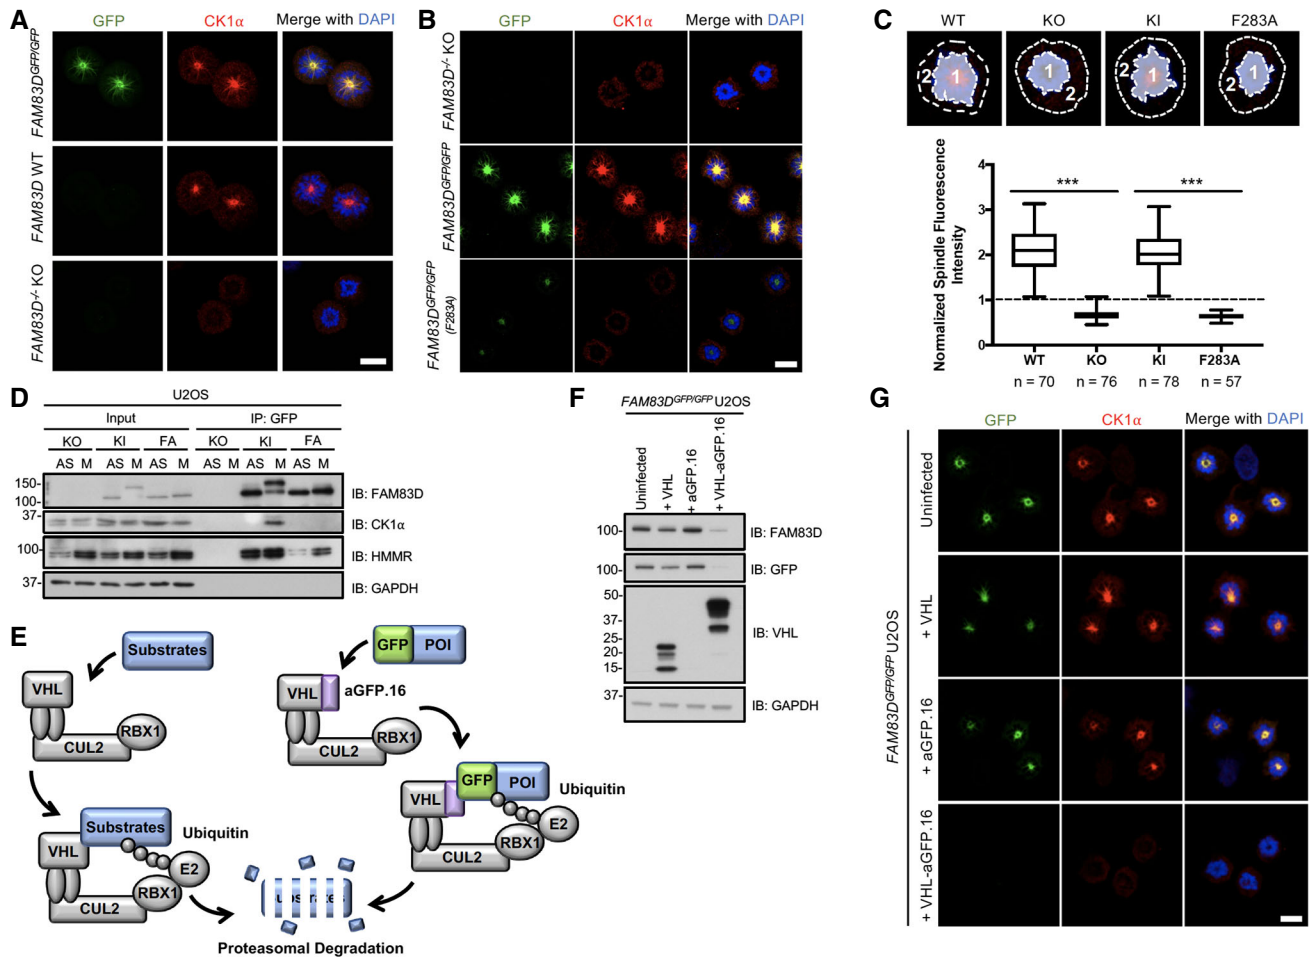 A
GFP
CK1α
Merge with DAPI
FAM83D^GFP/GFP
FAM83D WT
FAM83D^-/- KO
B
GFP
CK1α
Merge with DAPI
FAM83D^-/- KO
FAM83D^GFP/GFP
FAM83D^GFP/GFP
(F283A)
C
WT KO KI F283A
2 1
1 2
2 1
2 1
Normalized Spindle Fluorescence
Intensity
4
3
2
1
0
*** ***
WT KO KI F283A
n = 70 n = 76 n = 78 n = 57
D
U2OS
Input IP: GFP
KO KI FA KO KI FA
AS M AS M AS M AS M AS M AS M
150-
100-
IB: FAM83D
37-
IB: CK1α
100-
IB: HMMR
37-
IB: GAPDH
E
Substrates
VHL
RBX1
CUL2
Substrates
Ubiquitin
VHL
E2
RBX1
CUL2
GFP POI
VHL
aGFP.16
RBX1
CUL2
GFP POI
Ubiquitin
VHL
E2
RBX1
CUL2
Proteasomal Degradation
F
FAM83D^GFP/GFP U2OS
Uninfected
+ VHL
+ aGFP.16
+ VHL-aGFP.16
100-
IB: FAM83D
100-
IB: GFP
50-
37-
25-
20-
15-
IB: VHL
37-
IB: GAPDH
G
GFP
CK1α
Merge with DAPI
FAM83D^GFP/GFP U2OS
Uninfected
+ VHL
+ aGFP.16
+ VHL-aGFP.16